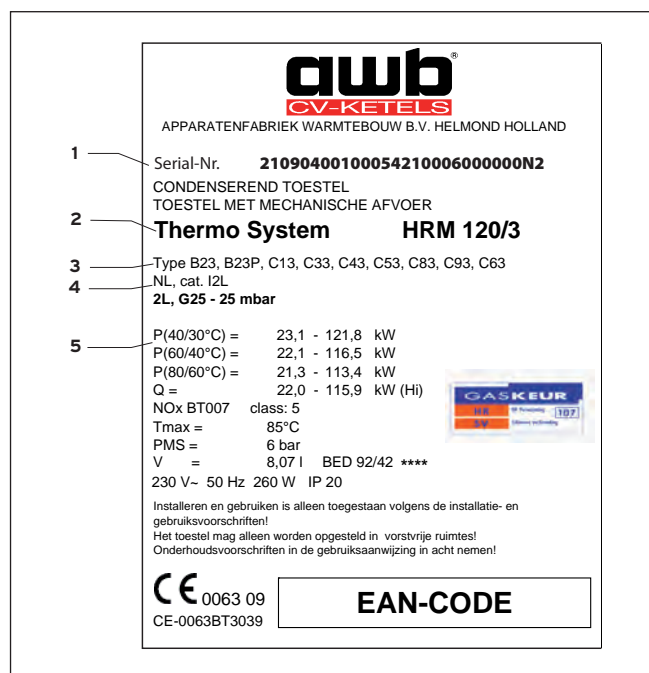 awb®
CV-KETELS
APPARATENFABRIEK WARMTEBOUW B.V. HELMOND HOLLAND
1
Serial-Nr. 21090400100054210006000000N2
CONDENSEREND TOESTEL
TOESTEL MET MECHANISCHE AFVOER
2
Thermo System HRM 120/3
3
Type B23, B23P, C13, C33, C43, C53, C83, C93, C63
4
NL, cat. I2L
2L, G25 - 25 mbar
5
P(40/30°C) = 23,1 - 121,8 kW
P(60/40°C) = 22,1 - 116,5 kW
P(80/60°C) = 21,3 - 113,4 kW
Q = 22,0 - 115,9 kW (Hi)
NOx BT007 class: 5
Tmax = 85°C
PMS = 6 bar
V = 8,07 l BED 92/42 ****
230 V~ 50 Hz 260 W IP 20
GASKEUR
HR 107
SV
Installeren en gebruiken is alleen toegestaan volgens de installatie- en
gebruiksvoorschriften!
Het toestel mag alleen worden opgesteld in vorstvrije ruimtes!
Onderhoudsvoorschriften in de gebruiksaanwijzing in acht nemen!
CE 0063 09
CE-0063BT3039
EAN-CODE